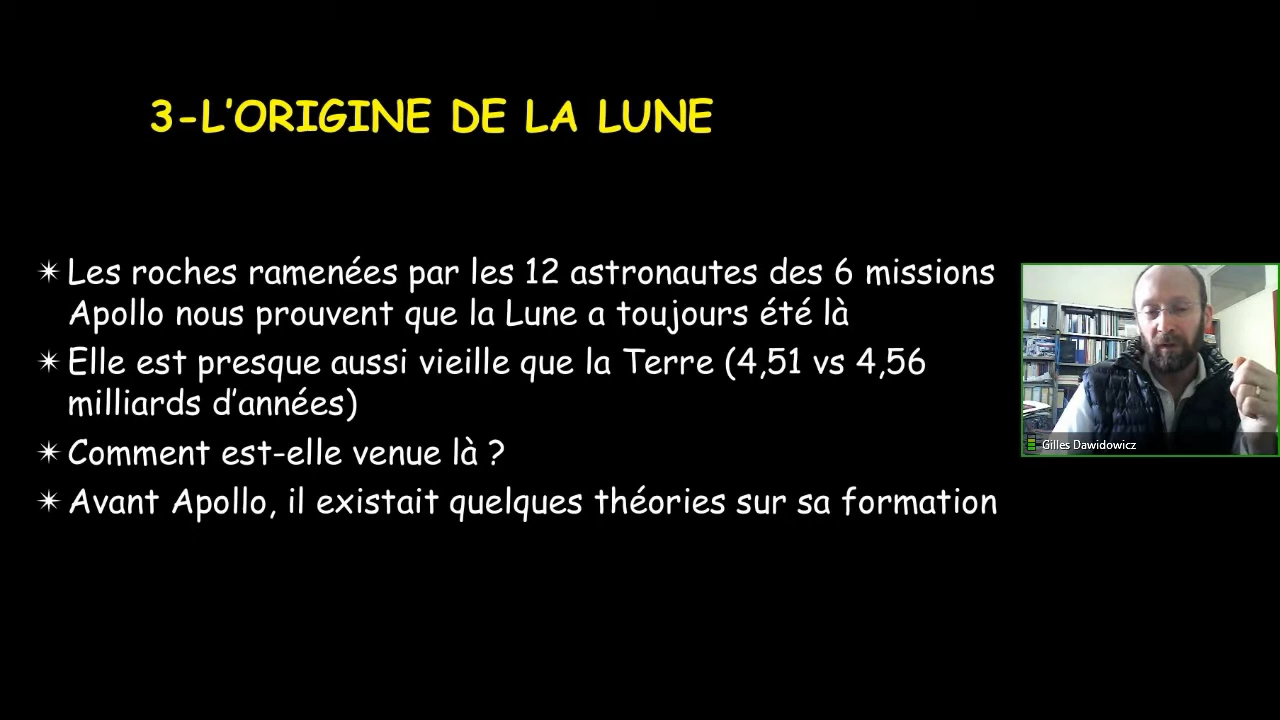 3-L'ORIGINE DE LA LUNE
✴ Les roches ramenées par les 12 astronautes des 6 missions
Apollo nous prouvent que la Lune a toujours été là
✴ Elle est presque aussi vieille que la Terre (4,51 vs 4,56
milliards d'années)
✴ Comment est-elle venue là ?
✴ Avant Apollo, il existait quelques théories sur sa formation
Gilles Dawidowicz